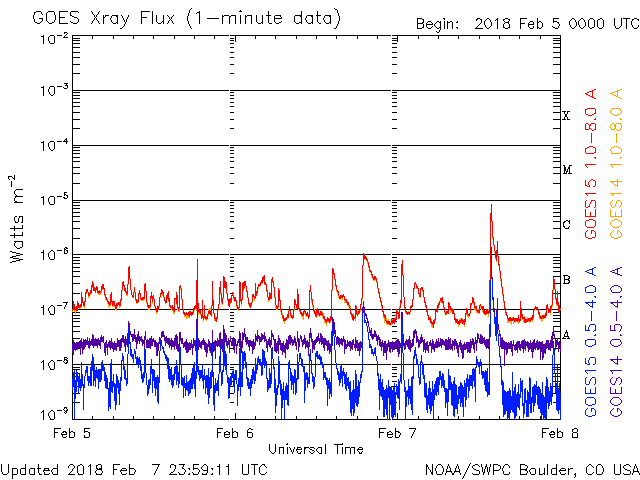 GOES Xray Flux (1-minute data)
Begin: 2018 Feb 5 0000 UTC
10-2
10-3
10-4
10-5
10-6
10-7
10-8
10-9
Watts m-2
X
M
C
B
A
GOES15 1.0-8.0 A
GOES14 1.0-8.0 A
GOES15 0.5-4.0 A
GOES14 0.5-4.0 A
Feb 5
Feb 6
Feb 7
Feb 8
Universal Time
Updated 2018 Feb 7 23:59:11 UTC
NOAA/SWPC Boulder, CO USA